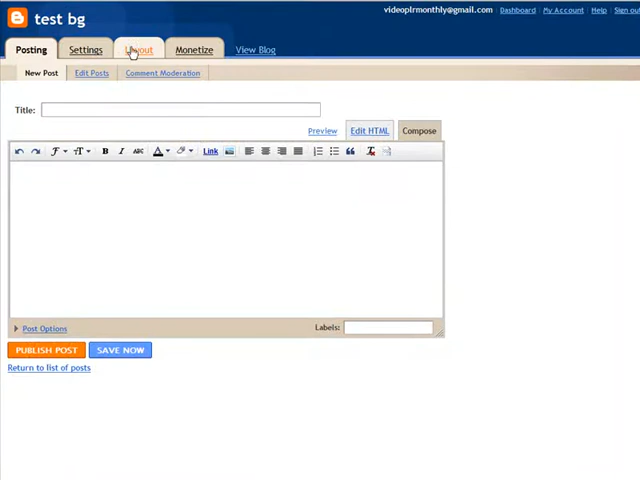 test bg
videoplrmonthly@gmail.com Dashboard My Account Help Sign out
Posting Settings Layout Monetize View Blog
New Post Edit Posts Comment Moderation
Title:
Preview Edit HTML Compose
Link
Post Options Labels:
PUBLISH POST SAVE NOW
Return to list of posts